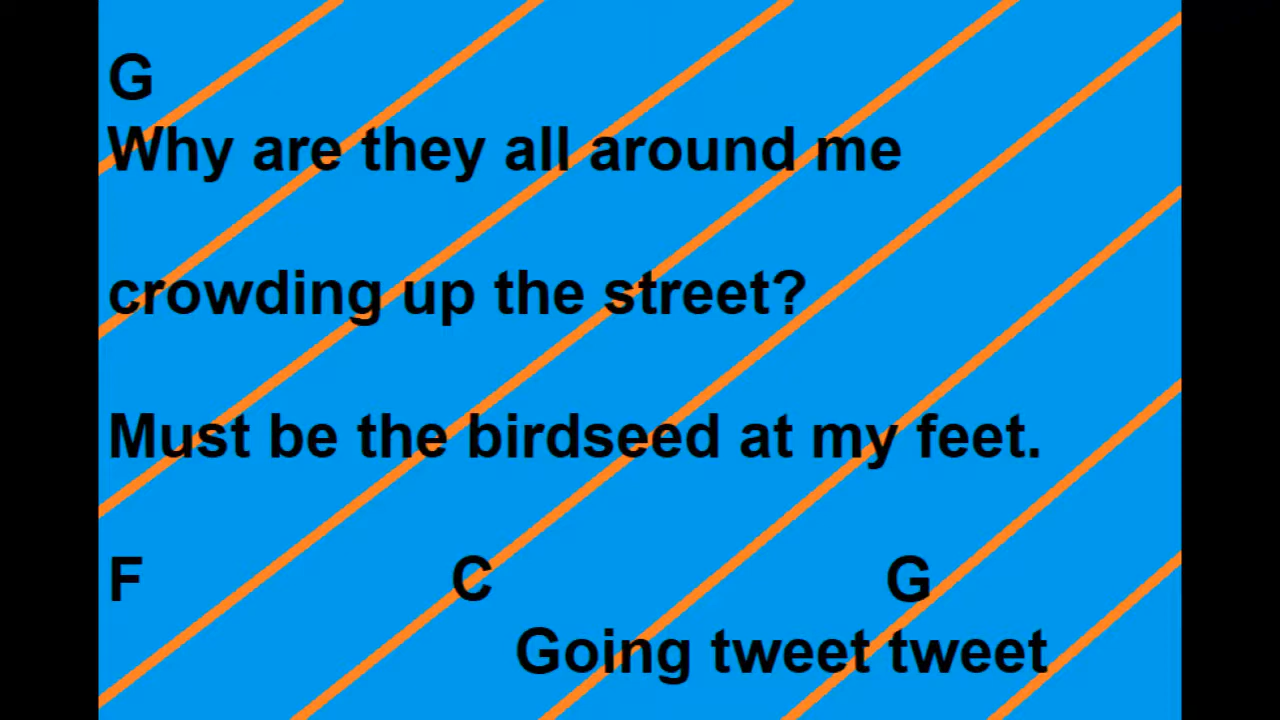 G
Why are they all around me
crowding up the street?
Must be the birdseed at my feet.
F C G
Going tweet tweet